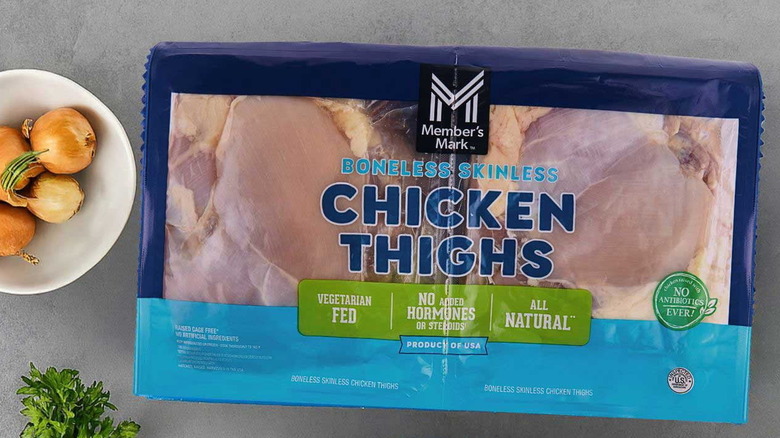 Member's
Mark™
BONELESS SKINLESS
CHICKEN
THIGHS
VEGETARIAN
FED
NO ADDED
HORMONES
OR STEROIDS
ALL
NATURAL**
PRODUCT OF USA
NO
ANTIBIOTICS
EVER!
RAISED CAGE FREE*
NO ARTIFICIAL INGREDIENTS
BONELESS SKINLESS CHICKEN THIGHS
BONELESS SKINLESS CHICKEN THIGHS